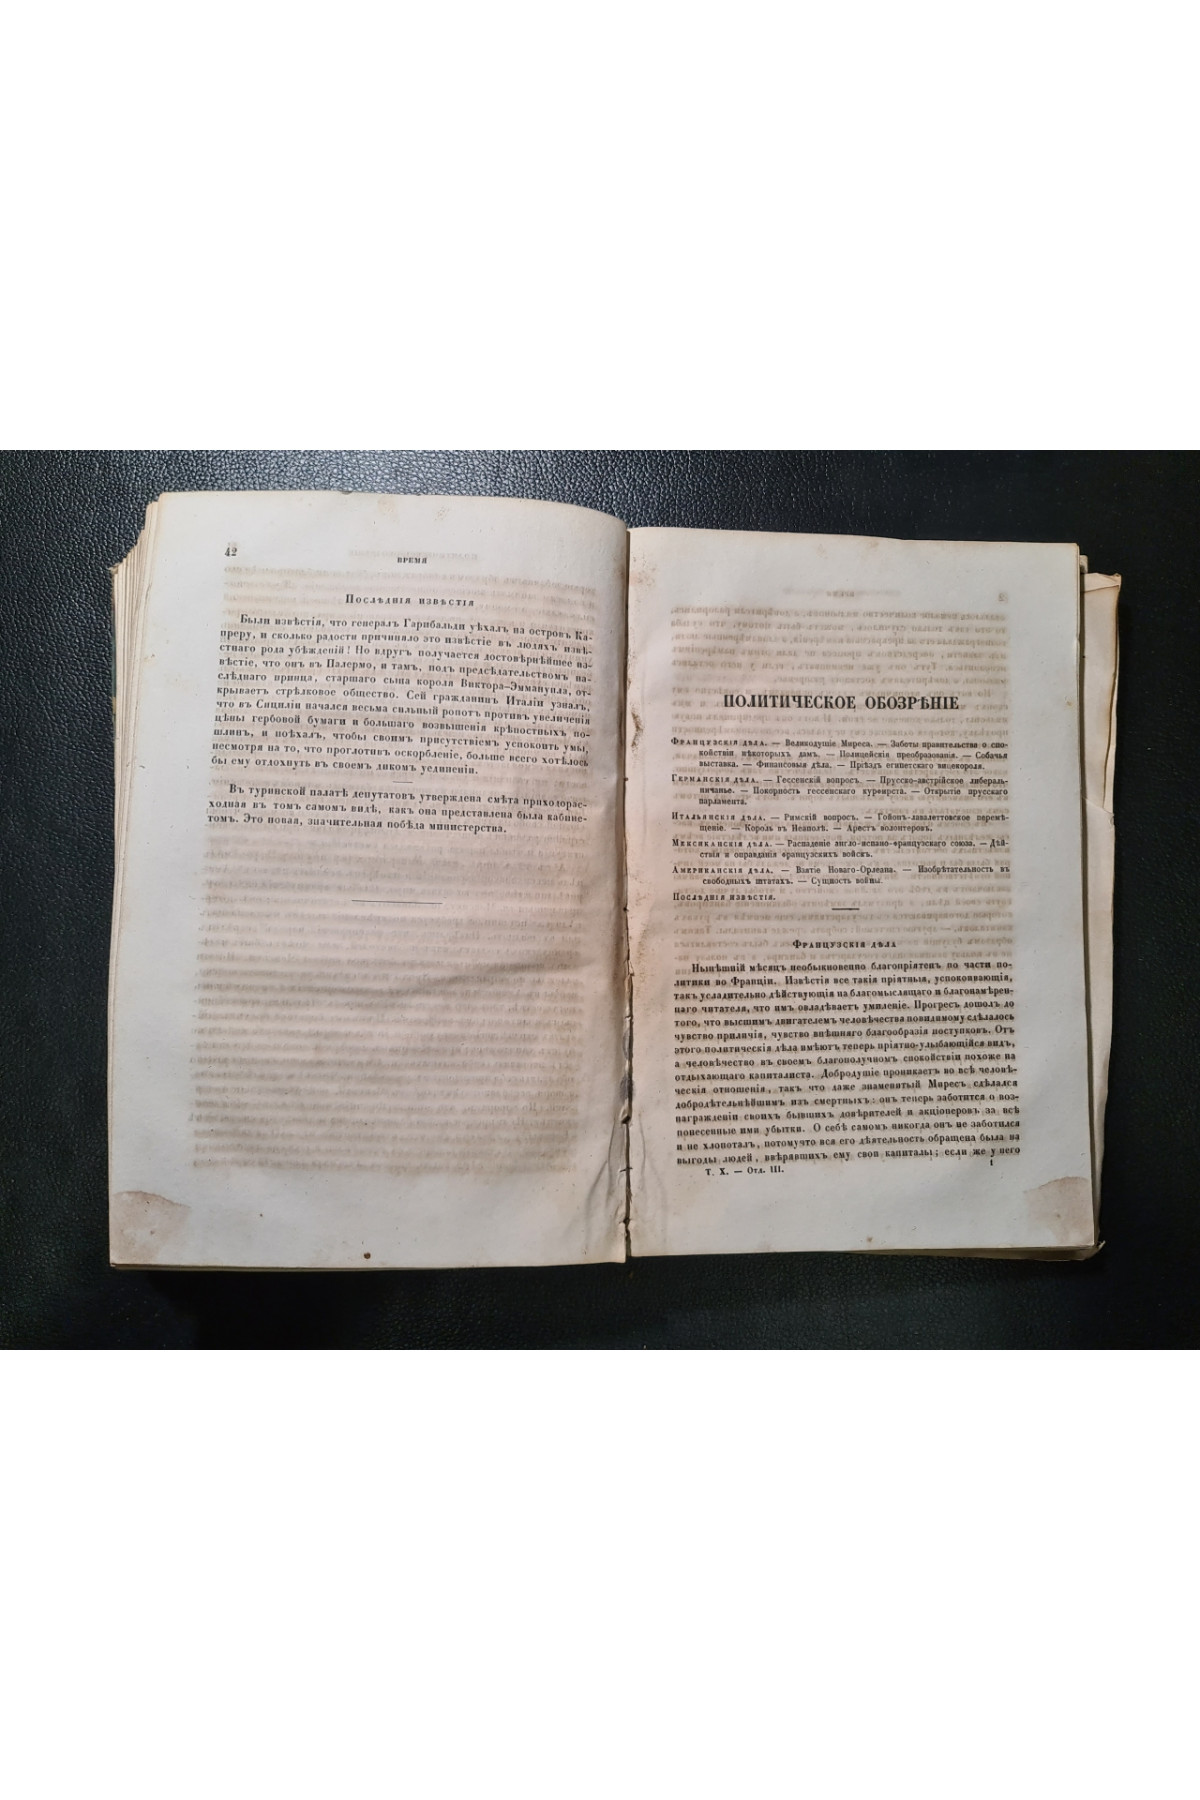 42
ВРЕМЯ
Послѣднія извѣстія
Были извѣстія, что генералъ Гарибальди уѣхалъ на островъ Ка-
преру, и сколько радости причиняло это извѣстіе въ людяхъ извѣ-
стнаго рода убѣжденій! Но вдругъ получается достовѣрнѣйшее из-
вѣстіе, что онъ въ Палермо, и тамъ, подъ предсѣдательствомъ на-
слѣднаго принца, старшаго сына короля Виктора-Эммануила, от-
крываетъ стрѣлковое общество. Сей гражданинъ Италіи узналъ,
что въ Сициліи начался весьма сильный ропотъ противъ увеличенія
цѣны гербовой бумаги и большаго возвышенія крѣпостныхъ по-
шлинъ, и поѣхалъ, чтобы своимъ присутствіемъ успокоить умы,
несмотря на то, что проглотивъ оскорбленіе, больше всего хотѣлось
бы ему отдохнуть въ своемъ дикомъ уединеніи.
Въ туринской палатѣ депутатовъ утверждена смѣта приходорас-
ходная въ томъ самомъ видѣ, какъ она представлена была кабине-
томъ. Это новая, значительная побѣда министерства.
ПОЛИТИЧЕСКОЕ ОБОЗРѢНІЕ
Французскія дѣла. — Великодушіе Миреса. — Заботы правительства о спо-
койствіи нѣкоторыхъ дамъ. — Полицейскія преобразованія. — Собачья
выставка. — Финансовыя дѣла. — Пріѣздъ египетскаго вицекороля.
Германскія дѣла. — Гессенскій вопросъ. — Прусско-австрійское либераль-
ничанье. — Покорность гессенскаго курфирста. — Открытіе прусскаго
парламента.
Итальянскія дѣла. — Римскій вопросъ. — Гойонъ-лавалеттовское перемѣ-
щеніе. — Король въ Неаполѣ. — Арестъ волонтеровъ.
Мексиканскія дѣла. — Распаденіе англо-испано-французскаго союза. — Дѣй-
ствія и оправданія французскихъ войскъ.
Американскія дѣла. — Взятіе Новаго-Орлеана. — Изобрѣтательность въ
свободныхъ штатахъ. — Сущность войны.
Послѣднія извѣстія.
Французскія дѣла
Нынѣшній мѣсяцъ необыкновенно благопріятенъ по части по-
литики во Франціи. Извѣстія все такія пріятныя, успокоивающія,
такъ усладительно дѣйствующія на благомыслящаго и благонамѣрен-
наго читателя, что имъ овладѣваетъ умиленіе. Прогресъ дошолъ до
того, что высшимъ двигателемъ человѣчества повидимому сдѣлалось
чувство приличія, чувство внѣшняго благообразія поступковъ. Отъ
этого политическія дѣла имѣютъ теперь пріятно-улыбающійся видъ,
а человѣчество въ своемъ благополучномъ спокойствіи похоже на
отдыхающаго капиталиста. Добродушіе проникаетъ во всѣ человѣ-
ческія отношенія, такъ что даже знаменитый Миресъ сдѣлался
добродѣтельнѣйшимъ изъ смертныхъ: онъ теперь заботится о воз-
награжденіи своихъ бывшихъ довѣрителей и акціонеровъ за всѣ
понесенные ими убытки. О себѣ самомъ никогда онъ не заботился
и не хлопоталъ, потомучто вся его дѣятельность обращена была на
выгоды людей, ввѣрявшихъ ему свои капиталы; если же у него
Т. X. — Отд. III.
1